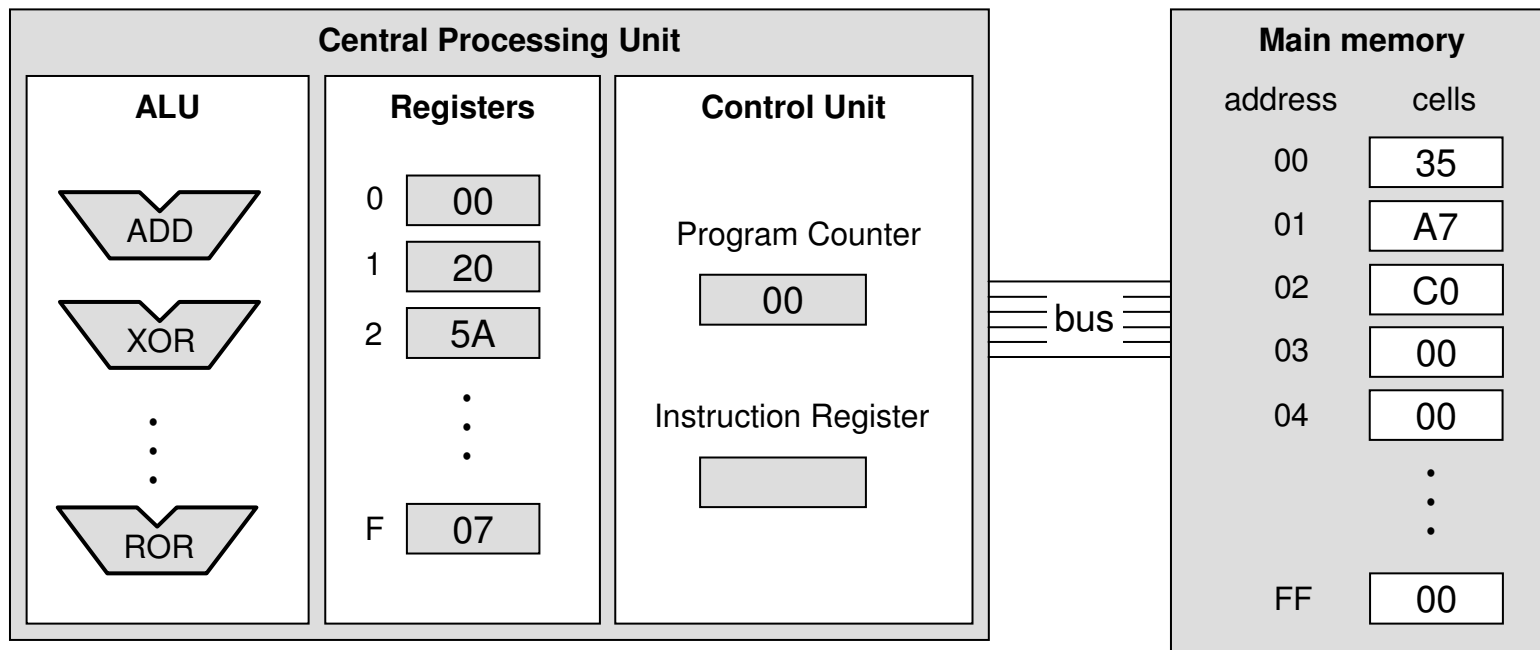 Central Processing Unit
ALU
ADD
XOR
ROR
Registers
0 00
1 20
2 5A
F 07
Control Unit
Program Counter
00
Instruction Register
bus
Main memory
address cells
00 35
01 A7
02 C0
03 00
04 00
FF 00